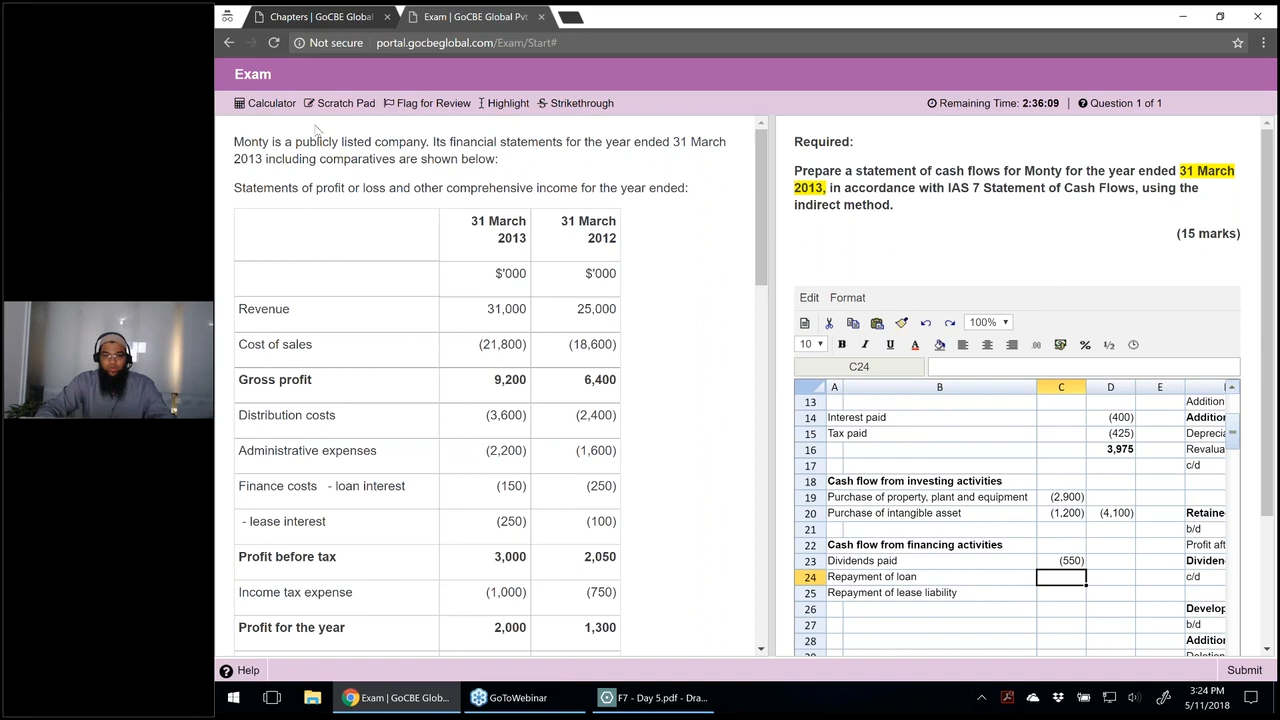 Chapters | GoCBE Global
Exam | GoCBE Global Pvt
Not secure portal.gocbeglobal.com/Exam/Start#
Exam
Calculator Scratch Pad Flag for Review Highlight Strikethrough
Remaining Time: 2:36:09 Question 1 of 1
Monty is a publicly listed company. Its financial statements for the year ended 31 March
2013 including comparatives are shown below:
Statements of profit or loss and other comprehensive income for the year ended:
31 March 31 March
2013 2012
$'000 $'000
Revenue 31,000 25,000
Cost of sales (21,800) (18,600)
Gross profit 9,200 6,400
Distribution costs (3,600) (2,400)
Administrative expenses (2,200) (1,600)
Finance costs - loan interest (150) (250)
- lease interest (250) (100)
Profit before tax 3,000 2,050
Income tax expense (1,000) (750)
Profit for the year 2,000 1,300
Required:
Prepare a statement of cash flows for Monty for the year ended 31 March
2013, in accordance with IAS 7 Statement of Cash Flows, using the
indirect method.
(15 marks)
Edit Format
100%
10 B I U A .00 % ½
C24
A B C D E
13 Addition
14 Interest paid (400) Addition
15 Tax paid (425) Deprecia
16 3,975 Revalua
17 c/d
18 Cash flow from investing activities
19 Purchase of property, plant and equipment (2,900)
20 Purchase of intangible asset (1,200) (4,100) Retaine
21 b/d
22 Cash flow from financing activities Profit aft
23 Dividends paid (550) Dividen
24 Repayment of loan c/d
25 Repayment of lease liability
26 Develop
27 b/d
28 Addition
Help Submit
Exam | GoCBE Glob...
GoToWebinar
F7 - Day 5.pdf - Dra...
3:24 PM
5/11/2018